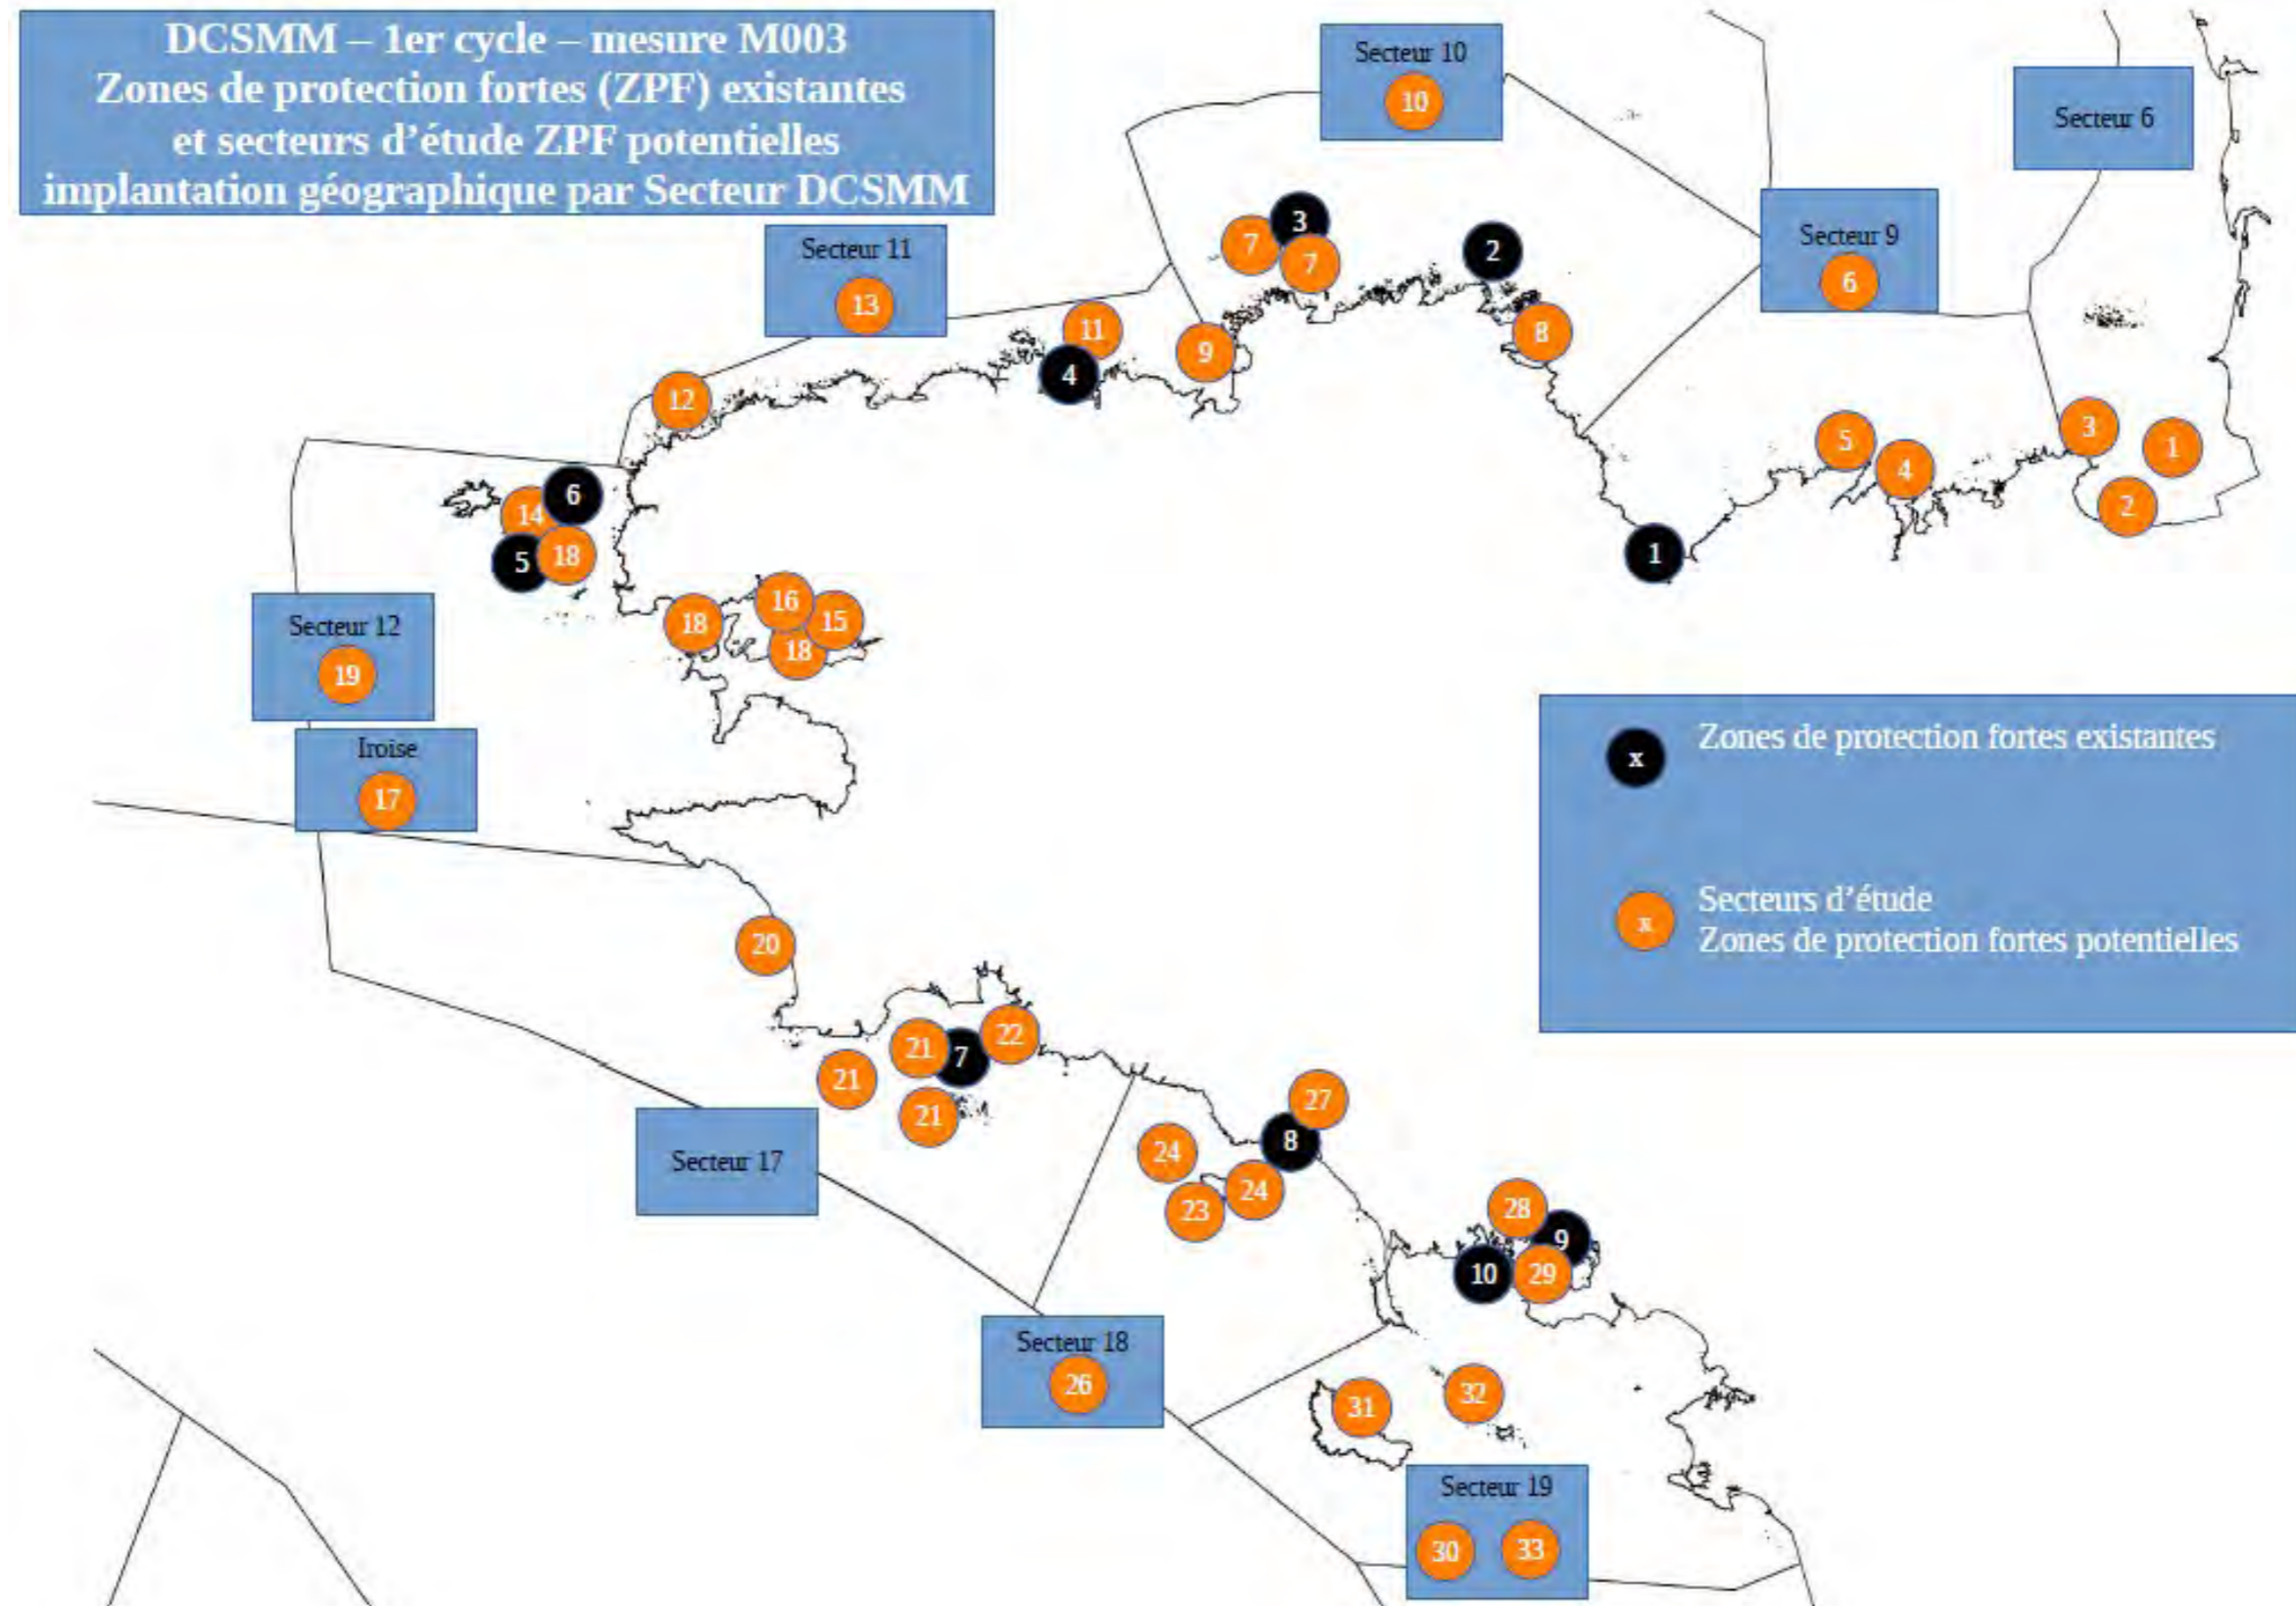 DCSMM – 1er cycle – mesure M003
Zones de protection fortes (ZPF) existantes
et secteurs d'étude ZPF potentielles
implantation géographique par Secteur DCSMM
Secteur 10
10
Secteur 6
Secteur 9
6
Secteur 11
13
3
7
7
2
8
11
4
9
12
5
4
3
1
2
1
6
14
5
18
16
15
18
18
Secteur 12
19
Iroise
17
x
Zones de protection fortes existantes
x
Secteurs d'étude
Zones de protection fortes potentielles
20
21
7
22
21
21
Secteur 17
27
8
24
24
23
28
9
10
29
Secteur 18
26
31
32
Secteur 19
30
33